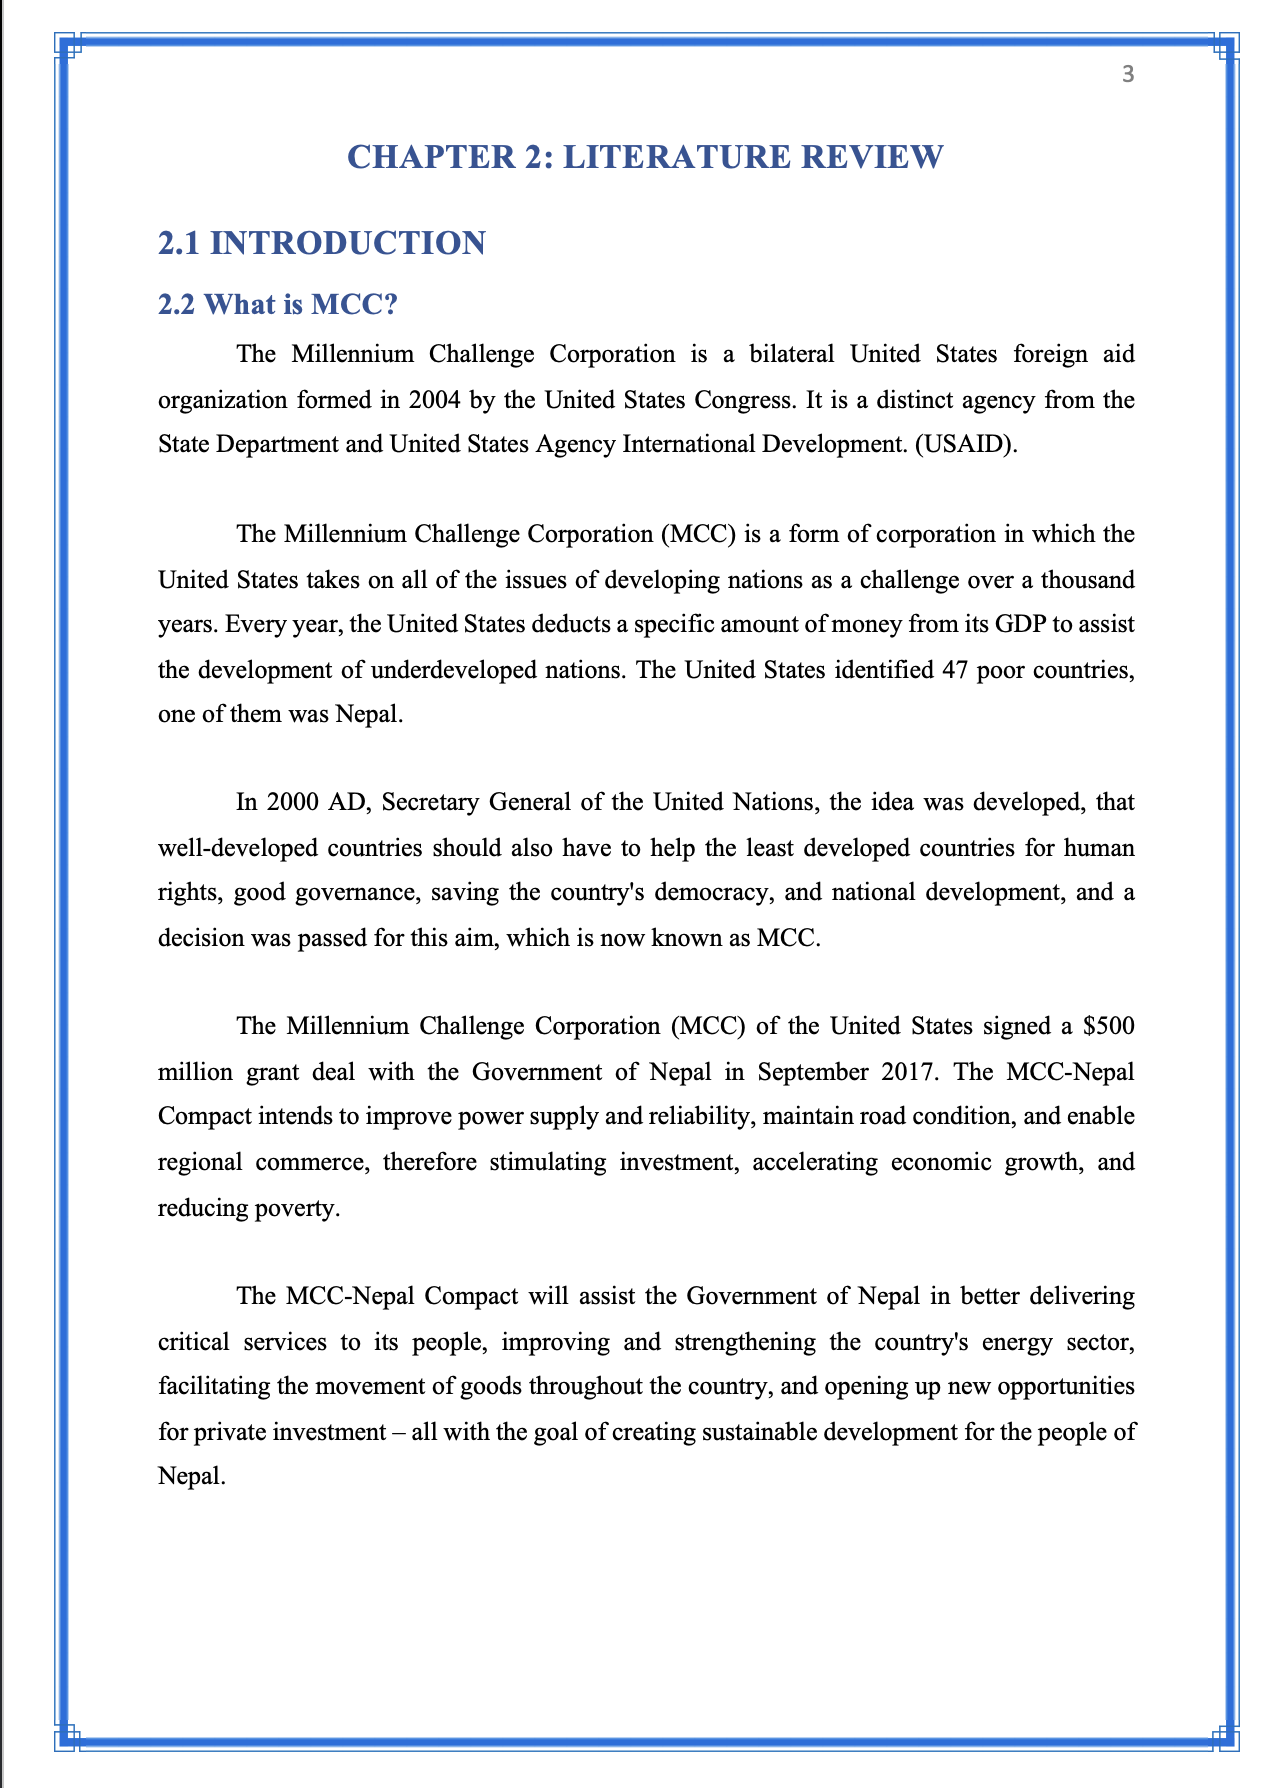 3
CHAPTER 2: LITERATURE REVIEW
2.1 INTRODUCTION
2.2 What is MCC?
The Millennium Challenge Corporation is a bilateral United States foreign aid
organization formed in 2004 by the United States Congress. It is a distinct agency from the
State Department and United States Agency International Development. (USAID).
The Millennium Challenge Corporation (MCC) is a form of corporation in which the
United States takes on all of the issues of developing nations as a challenge over a thousand
years. Every year, the United States deducts a specific amount of money from its GDP to assist
the development of underdeveloped nations. The United States identified 47 poor countries,
one of them was Nepal.
In 2000 AD, Secretary General of the United Nations, the idea was developed, that
well-developed countries should also have to help the least developed countries for human
rights, good governance, saving the country's democracy, and national development, and a
decision was passed for this aim, which is now known as MCC.
The Millennium Challenge Corporation (MCC) of the United States signed a $500
million grant deal with the Government of Nepal in September 2017. The MCC-Nepal
Compact intends to improve power supply and reliability, maintain road condition, and enable
regional commerce, therefore stimulating investment, accelerating economic growth, and
reducing poverty.
The MCC-Nepal Compact will assist the Government of Nepal in better delivering
critical services to its people, improving and strengthening the country's energy sector,
facilitating the movement of goods throughout the country, and opening up new opportunities
for private investment – all with the goal of creating sustainable development for the people of
Nepal.